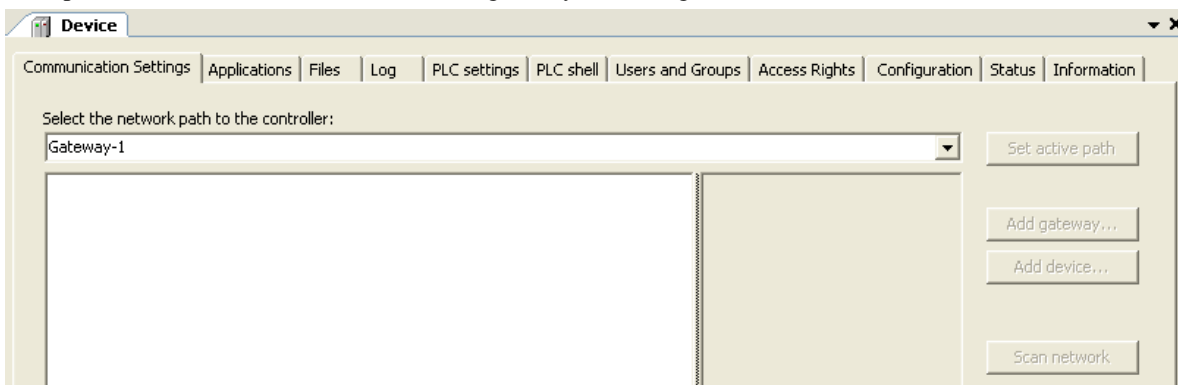 Device
Communication Settings Applications Files Log PLC settings PLC shell Users and Groups Access Rights Configuration Status Information
Select the network path to the controller:
Gateway-1
Set active path
Add gateway...
Add device...
Scan network